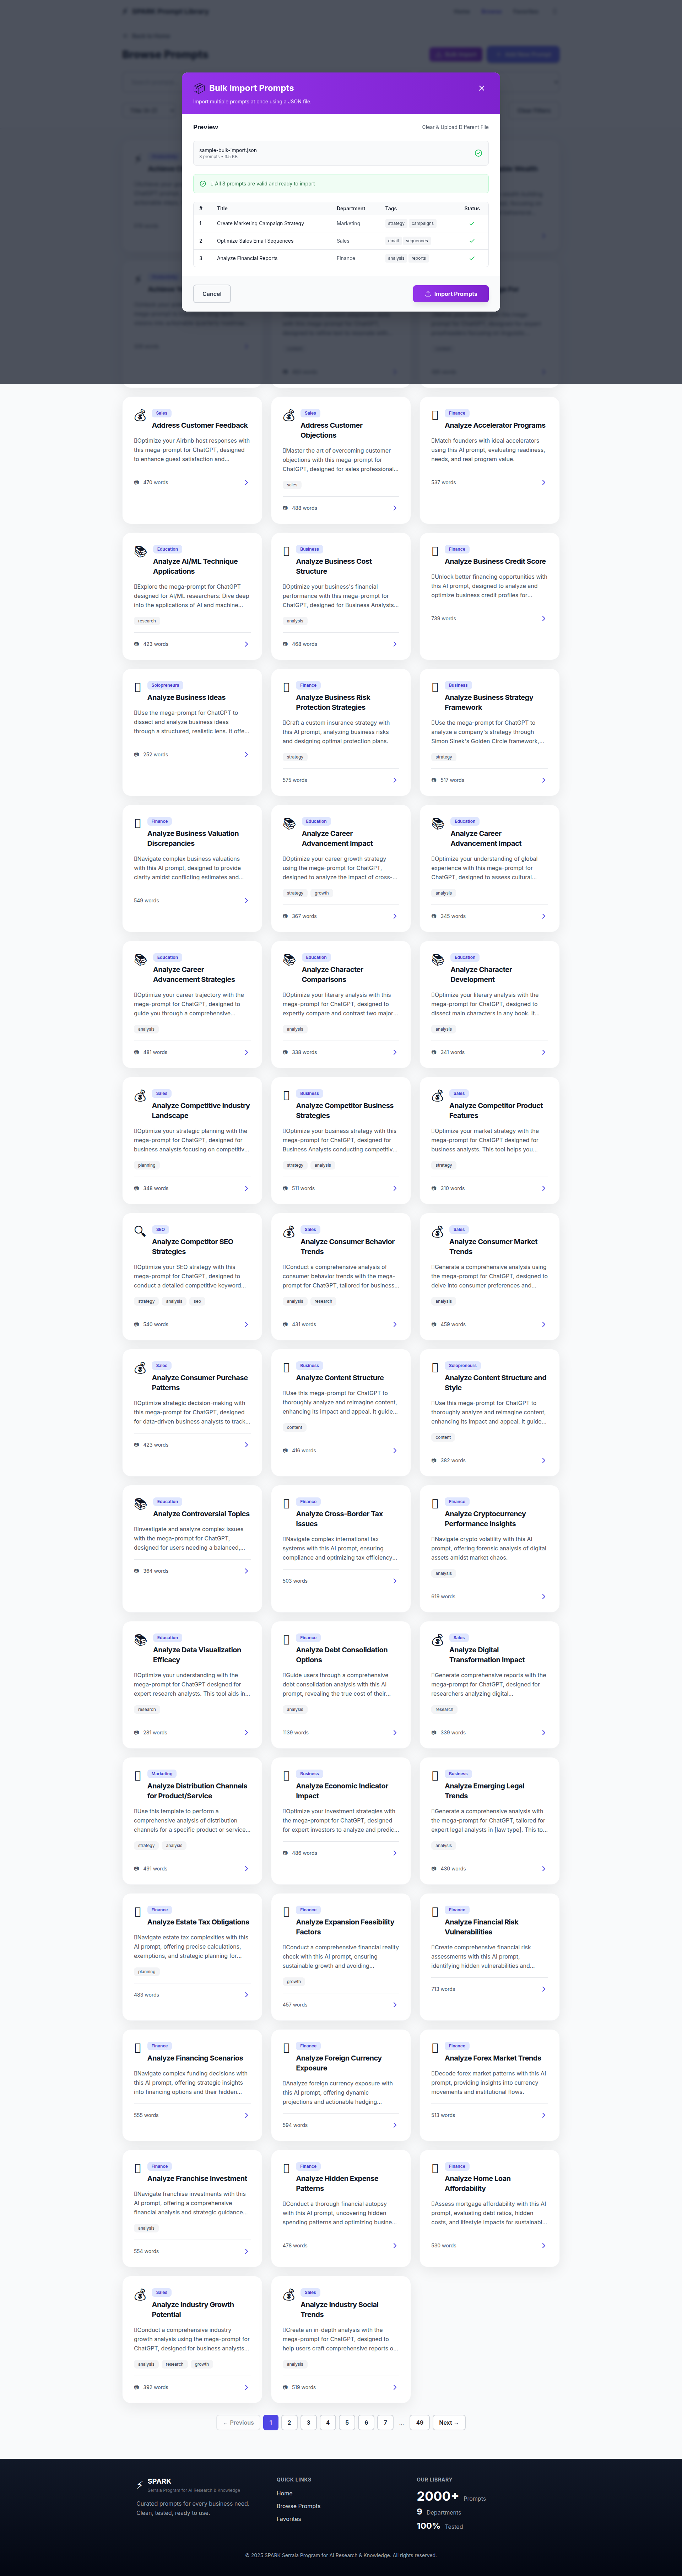 SPARK Prompt Library
Browse Prompts
Bulk Import Prompts
Import multiple prompts at once using a JSON file.
Preview
Clear & Upload Different File
sample-bulk-import.json
3 prompts • 3.5 KB
All 3 prompts are valid and ready to import
# Title Department Tags Status
1 Create Marketing Campaign Strategy Marketing strategy campaigns
2 Optimize Sales Email Sequences Sales email sequences
3 Analyze Financial Reports Finance analysis reports
Cancel
Import Prompts
Sales
Address Customer Feedback
Optimize your Airbnb host responses with
this mega-prompt for ChatGPT, designed
to enhance guest satisfaction and...
470 words
Sales
Address Customer
Objections
Master the art of overcoming customer
objections with this mega-prompt for
ChatGPT, designed for sales professional...
sales
488 words
Finance
Analyze Accelerator Programs
Match founders with ideal accelerators
using this AI prompt, evaluating readiness,
needs, and real program value.
537 words
Education
Analyze AI/ML Technique
Applications
Explore the mega-prompt for ChatGPT
designed for AI/ML researchers: Dive deep
into the applications of AI and machine...
research
423 words
Business
Analyze Business Cost
Structure
Optimize your business's financial
performance with this mega-prompt for
ChatGPT, designed for Business Analysts...
analysis
468 words
Finance
Analyze Business Credit Score
Unlock better financing opportunities with
this AI prompt, designed to analyze and
optimize business credit profiles for...
739 words
Solopreneurs
Analyze Business Ideas
Use the mega-prompt for ChatGPT to
dissect and analyze business ideas
through a structured, realistic lens. It offe...
252 words
Finance
Analyze Business Risk
Protection Strategies
Craft a custom insurance strategy with
this AI prompt, analyzing business risks
and designing optimal protection plans.
strategy
575 words
Business
Analyze Business Strategy
Framework
Use the mega-prompt for ChatGPT to
analyze a company's strategy through
Simon Sinek's Golden Circle framework,...
strategy
517 words
Finance
Analyze Business Valuation
Discrepancies
Navigate complex business valuations
with this AI prompt, designed to provide
clarity amidst conflicting estimates and...
549 words
Education
Analyze Career
Advancement Impact
Optimize your career growth strategy
using the mega-prompt for ChatGPT,
designed to analyze the impact of cross-...
strategy growth
367 words
Education
Analyze Career
Advancement Impact
Optimize your understanding of global
experience with this mega-prompt for
ChatGPT, designed to assess cultural...
analysis
345 words
Education
Analyze Career
Advancement Strategies
Optimize your career trajectory with the
mega-prompt for ChatGPT, designed to
guide you through a comprehensive...
analysis
481 words
Education
Analyze Character
Comparisons
Optimize your literary analysis with this
mega-prompt for ChatGPT, designed to
expertly compare and contrast two major...
analysis
338 words
Education
Analyze Character
Development
Optimize your literary analysis with the
mega-prompt for ChatGPT, designed to
dissect main characters in any book. It...
analysis
341 words
Sales
Analyze Competitive Industry
Landscape
Optimize your strategic planning with the
mega-prompt for ChatGPT, designed for
business analysts focusing on competitiv...
planning
348 words
Business
Analyze Competitor Business
Strategies
Optimize your business strategy with this
mega-prompt for ChatGPT, designed for
Business Analysts conducting competitiv...
strategy analysis
511 words
Sales
Analyze Competitor Product
Features
Optimize your market strategy with the
mega-prompt for ChatGPT designed for
business analysts. This tool helps you...
strategy
310 words
SEO
Analyze Competitor SEO
Strategies
Optimize your SEO strategy with this
mega-prompt for ChatGPT, designed to
conduct a detailed competitive keyword...
strategy analysis seo
540 words
Sales
Analyze Consumer Behavior
Trends
Conduct a comprehensive analysis of
consumer behavior trends with the mega-
prompt for ChatGPT, tailored for business...
analysis research
431 words
Sales
Analyze Consumer Market
Trends
Generate a comprehensive analysis using
the mega-prompt for ChatGPT, designed to
delve into consumer preferences and...
analysis
459 words
Sales
Analyze Consumer Purchase
Patterns
Optimize strategic decision-making with
this mega-prompt for ChatGPT, designed
for data-driven business analysts to track...
423 words
Business
Analyze Content Structure
Use this mega-prompt for ChatGPT to
thoroughly analyze and reimagine content,
enhancing its impact and appeal. It guide...
content
416 words
Solopreneurs
Analyze Content Structure and
Style
Use this mega-prompt for ChatGPT to
thoroughly analyze and reimagine content,
enhancing its impact and appeal. It guide...
content
382 words
Education
Analyze Controversial Topics
Investigate and analyze complex issues
with the mega-prompt for ChatGPT,
designed for users needing a balanced,...
364 words
Finance
Analyze Cross-Border Tax
Issues
Navigate complex international tax
systems with this AI prompt, ensuring
compliance and optimizing tax efficiency...
503 words
Finance
Analyze Cryptocurrency
Performance Insights
Navigate crypto volatility with this AI
prompt, offering forensic analysis of digital
assets amidst market chaos.
analysis
619 words
Education
Analyze Data Visualization
Efficacy
Optimize your understanding with the
mega-prompt for ChatGPT designed for
expert research analysts. This tool aids in...
research
281 words
Finance
Analyze Debt Consolidation
Options
Guide users through a comprehensive
debt consolidation analysis with this AI
prompt, revealing the true cost of their...
analysis
1139 words
Sales
Analyze Digital
Transformation Impact
Generate comprehensive reports with the
mega-prompt for ChatGPT, designed for
researchers analyzing digital...
research
339 words
Marketing
Analyze Distribution Channels
for Product/Service
Use this template to perform a
comprehensive analysis of distribution
channels for a specific product or service...
strategy analysis
491 words
Business
Analyze Economic Indicator
Impact
Optimize your investment strategies with
the mega-prompt for ChatGPT, designed
for expert investors to analyze and predic...
486 words
Business
Analyze Emerging Legal
Trends
Generate a comprehensive analysis with
the mega-prompt for ChatGPT, tailored for
expert legal analysts in [law type]. This to...
analysis
430 words
Finance
Analyze Estate Tax Obligations
Navigate estate tax complexities with this
AI prompt, offering precise calculations,
exemptions, and strategic planning for...
planning
483 words
Finance
Analyze Expansion Feasibility
Factors
Conduct a comprehensive financial reality
check with this AI prompt, ensuring
sustainable growth and avoiding...
growth
457 words
Finance
Analyze Financial Risk
Vulnerabilities
Create comprehensive financial risk
assessments with this AI prompt,
identifying hidden vulnerabilities and...
713 words
Finance
Analyze Financing Scenarios
Navigate complex funding decisions with
this AI prompt, offering strategic insights
into financing options and their hidden...
555 words
Finance
Analyze Foreign Currency
Exposure
Analyze foreign currency exposure with
this AI prompt, offering dynamic
projections and actionable hedging...
594 words
Finance
Analyze Forex Market Trends
Decode forex market patterns with this AI
prompt, providing insights into currency
movements and institutional flows.
513 words
Finance
Analyze Franchise Investment
Navigate franchise investments with this
AI prompt, offering a comprehensive
financial analysis and strategic guidance...
analysis
554 words
Finance
Analyze Hidden Expense
Patterns
Conduct a thorough financial autopsy
with this AI prompt, uncovering hidden
spending patterns and optimizing busine...
478 words
Finance
Analyze Home Loan
Affordability
Assess mortgage affordability with this AI
prompt, evaluating debt ratios, hidden
costs, and lifestyle impacts for sustainabl...
530 words
Sales
Analyze Industry Growth
Potential
Conduct a comprehensive industry
growth analysis using the mega-prompt for
ChatGPT, designed for business analysts...
analysis research growth
392 words
Sales
Analyze Industry Social
Trends
Create an in-depth analysis with the
mega-prompt for ChatGPT, designed to
help users craft comprehensive reports o...
analysis
519 words
← Previous 1 2 3 4 5 6 7 ... 49 Next →
SPARK
Serrala Program for AI Research & Knowledge
Curated prompts for every business need.
Clean, tested, ready to use.
QUICK LINKS
Home
Browse Prompts
Favorites
OUR LIBRARY
2000+ Prompts
9 Departments
100% Tested
© 2025 SPARK Serrala Program for AI Research & Knowledge. All rights reserved.